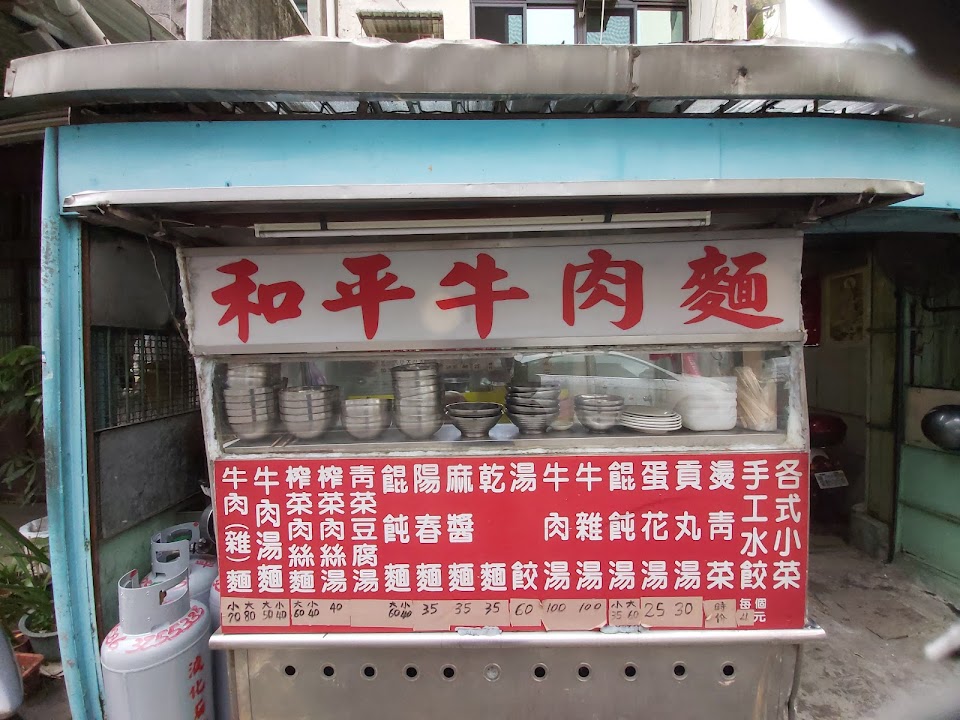 和平牛肉麵
各式小菜
手工水餃
燙青菜
貢丸湯
蛋花湯
餛飩湯
牛雜湯
牛肉湯
湯餃
乾麵
麻醬麵
陽春麵
餛飩麵
青菜豆腐湯
榨菜肉絲湯
榨菜肉絲麵
牛肉湯麵
牛肉(雜)麵
小70 大80 大50 小40 大60 小40 40 大60 小40 35 35 35 60 100 100 小35 大60 25 30 時價 每個 元